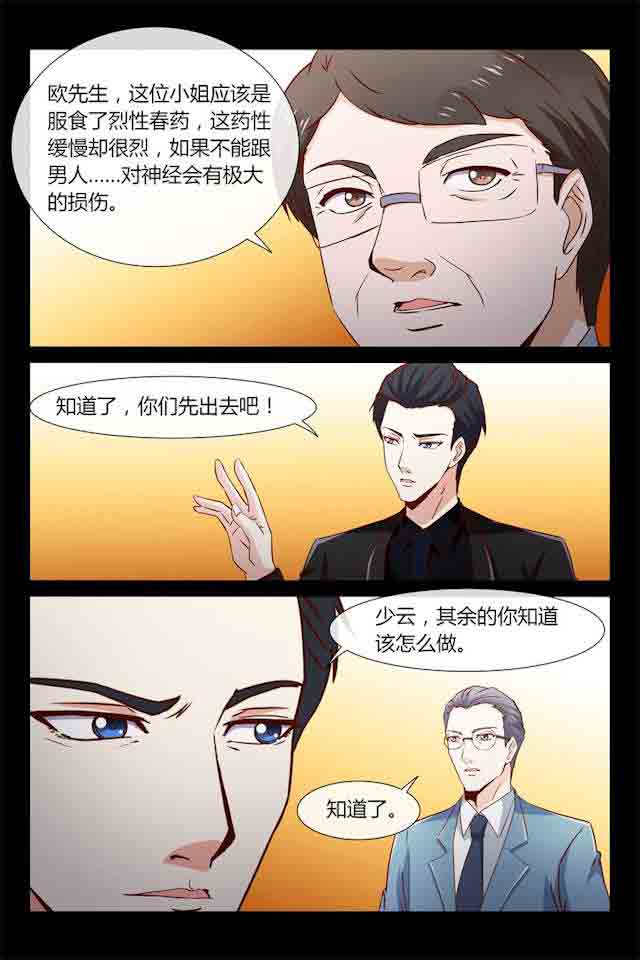 欧先生，这位小姐应该是
服食了烈性春药，这药性
缓慢却很烈，如果不能跟
男人……对神经会有极大
的损伤。
知道了，你们先出去吧！
少云，其余的你知道
该怎么做。
知道了。